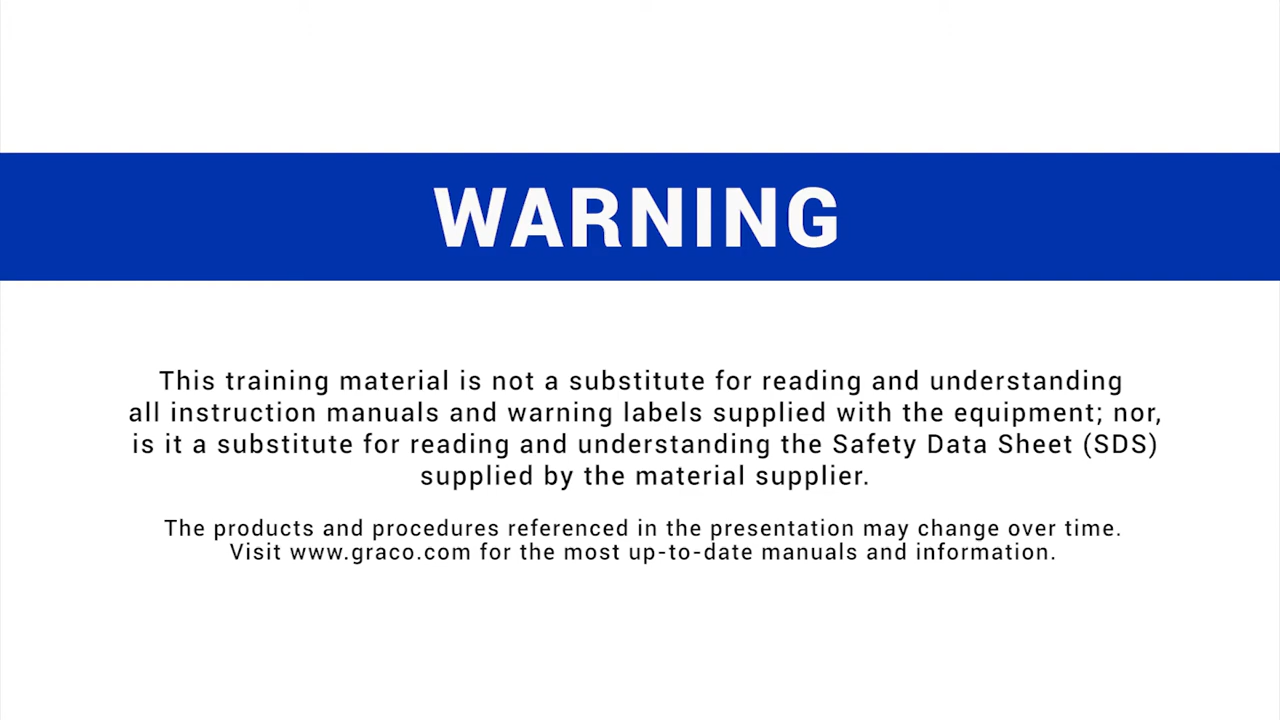 WARNING
This training material is not a substitute for reading and understanding
all instruction manuals and warning labels supplied with the equipment; nor,
is it a substitute for reading and understanding the Safety Data Sheet (SDS)
supplied by the material supplier.
The products and procedures referenced in the presentation may change over time.
Visit www.graco.com for the most up-to-date manuals and information.